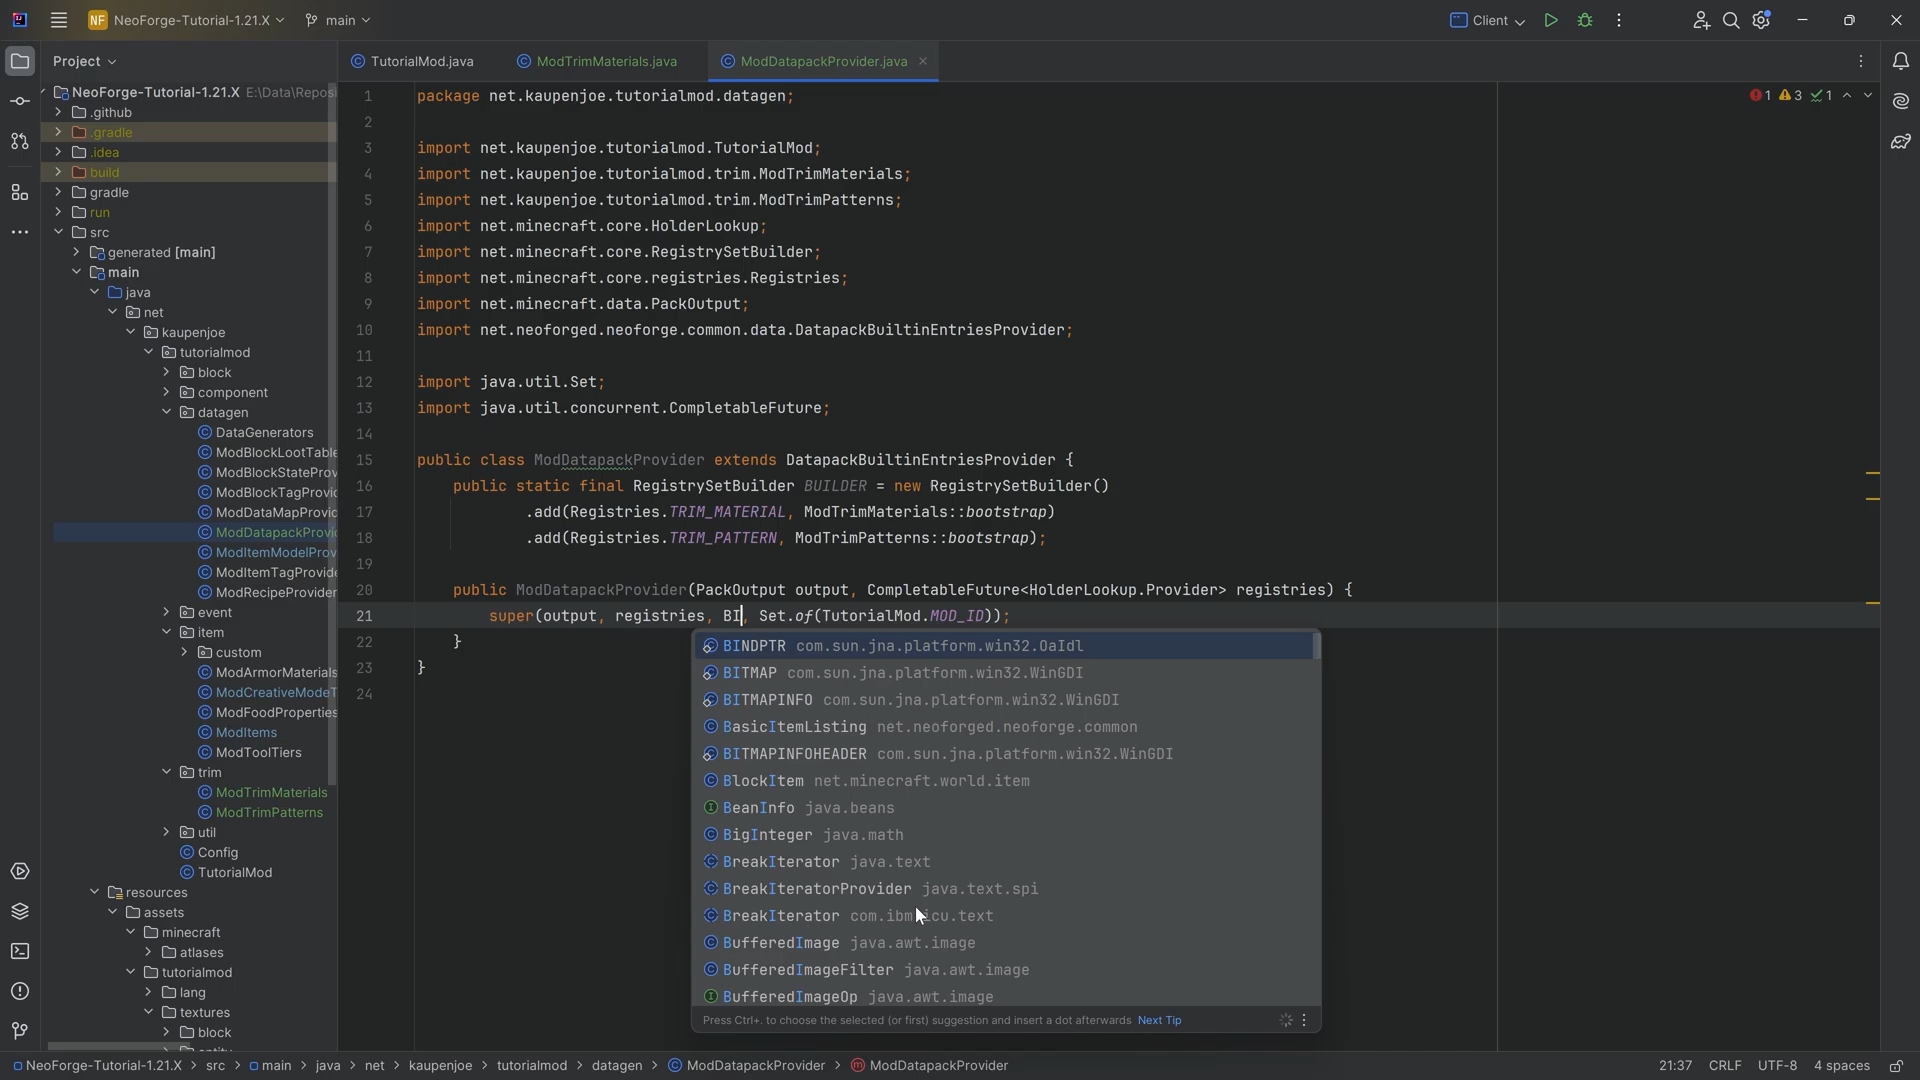 NF NeoForge-Tutorial-1.21.X
main
Client
Project
TutorialMod.java
ModTrimMaterials.java
ModDatapackProvider.java
NeoForge-Tutorial-1.21.X E:\Data\Repos
.github
.gradle
.idea
build
gradle
run
src
generated [main]
main
java
net
kaupenjoe
tutorialmod
block
component
datagen
DataGenerators
ModBlockLootTable
ModBlockStateProv
ModBlockTagProvid
ModDataMapProvid
ModDatapackProvid
ModItemModelProv
ModItemTagProvide
ModRecipeProvider
event
item
custom
ModArmorMaterials
ModCreativeModeT
ModFoodProperties
ModItems
ModToolTiers
trim
ModTrimMaterials
ModTrimPatterns
util
Config
TutorialMod
resources
assets
minecraft
atlases
tutorialmod
lang
textures
block
1 package net.kaupenjoe.tutorialmod.datagen;
2
3 import net.kaupenjoe.tutorialmod.TutorialMod;
4 import net.kaupenjoe.tutorialmod.trim.ModTrimMaterials;
5 import net.kaupenjoe.tutorialmod.trim.ModTrimPatterns;
6 import net.minecraft.core.HolderLookup;
7 import net.minecraft.core.RegistrySetBuilder;
8 import net.minecraft.core.registries.Registries;
9 import net.minecraft.data.PackOutput;
10 import net.neoforged.neoforge.common.data.DatapackBuiltinEntriesProvider;
11
12 import java.util.Set;
13 import java.util.concurrent.CompletableFuture;
14
15 public class ModDatapackProvider extends DatapackBuiltinEntriesProvider {
16 public static final RegistrySetBuilder BUILDER = new RegistrySetBuilder()
17 .add(Registries.TRIM_MATERIAL, ModTrimMaterials::bootstrap)
18 .add(Registries.TRIM_PATTERN, ModTrimPatterns::bootstrap);
19
20 public ModDatapackProvider(PackOutput output, CompletableFuture<HolderLookup.Provider> registries) {
21 super(output, registries, BI, Set.of(TutorialMod.MOD_ID));
22 }
23 }
24
1 3 1
BINDPTR com.sun.jna.platform.win32.OaIdl
BITMAP com.sun.jna.platform.win32.WinGDI
BITMAPINFO com.sun.jna.platform.win32.WinGDI
BasicItemListing net.neoforged.neoforge.common
BITMAPINFOHEADER com.sun.jna.platform.win32.WinGDI
BlockItem net.minecraft.world.item
BeanInfo java.beans
BigInteger java.math
BreakIterator java.text
BreakIteratorProvider java.text.spi
BreakIterator com.ibm.icu.text
BufferedImage java.awt.image
BufferedImageFilter java.awt.image
BufferedImageOp java.awt.image
Press Ctrl+. to choose the selected (or first) suggestion and insert a dot afterwards Next Tip
NeoForge-Tutorial-1.21.X > src > main > java > net > kaupenjoe > tutorialmod > datagen > ModDatapackProvider > ModDatapackProvider
21:37 CRLF UTF-8 4 spaces